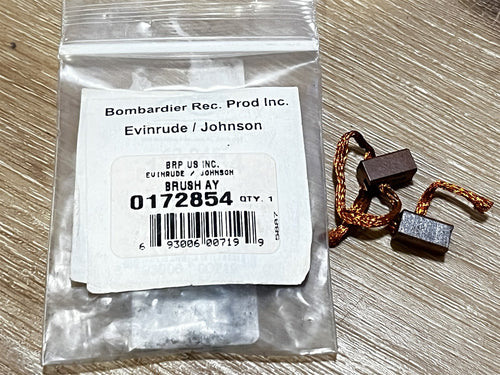 Bombardier Rec. Prod Inc.
Evinrude / Johnson
BRP US INC.
EVINRUDE / JOHNSON
BRUSH AY
0172854 QTY. 1
5887
6 93006 00719 9